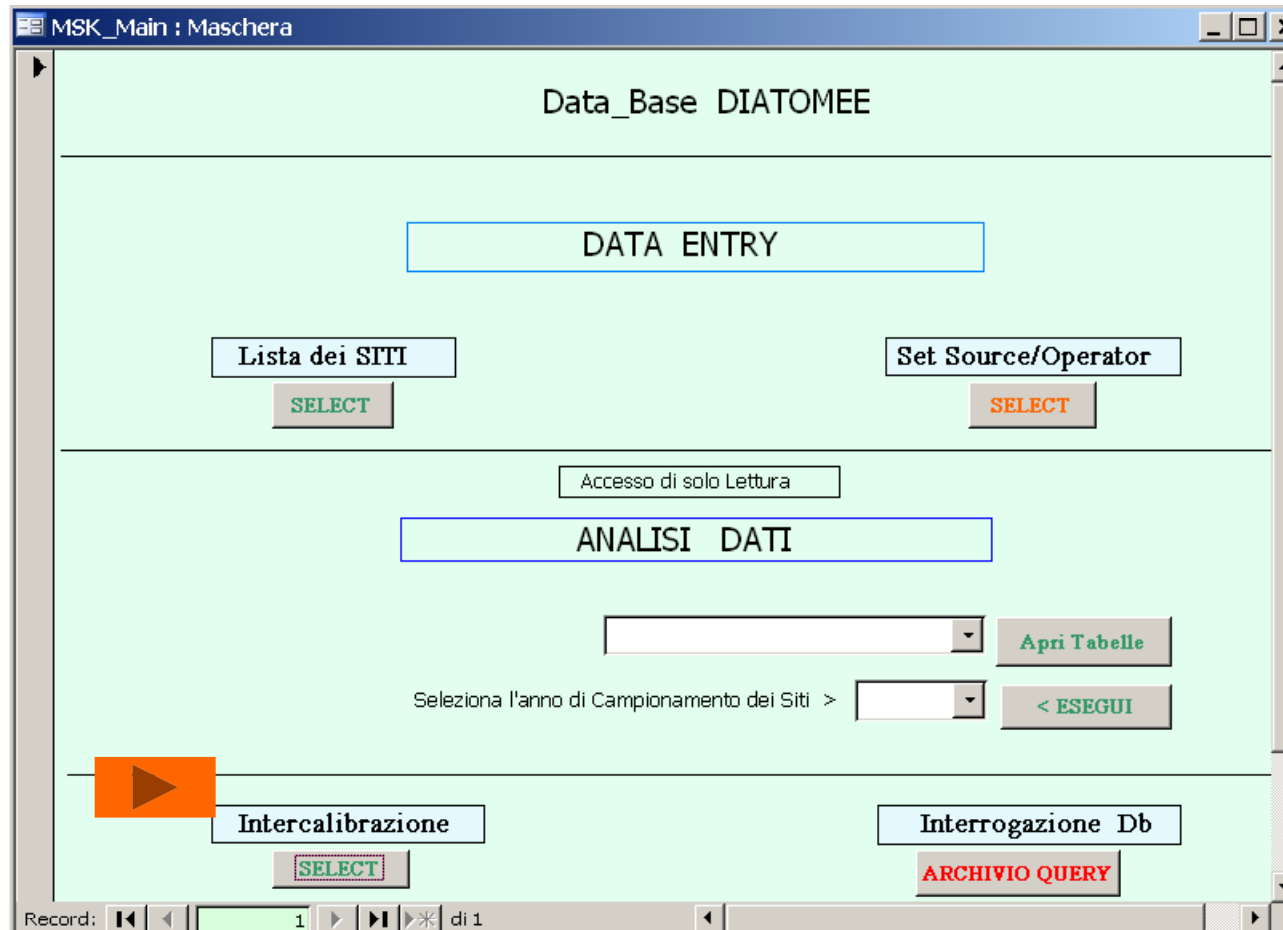 MSK_Main : Maschera
Data_Base DIATOMEE
DATA ENTRY
Lista dei SITI
Set Source/Operator
SELECT
SELECT
Accesso di solo Lettura
ANALISI DATI
Apri Tabelle
Seleziona l'anno di Campionamento dei Siti >
< ESEGUI
Intercalibrazione
Interrogazione Db
SELECT
ARCHIVIO QUERY
Record: 1 di 1